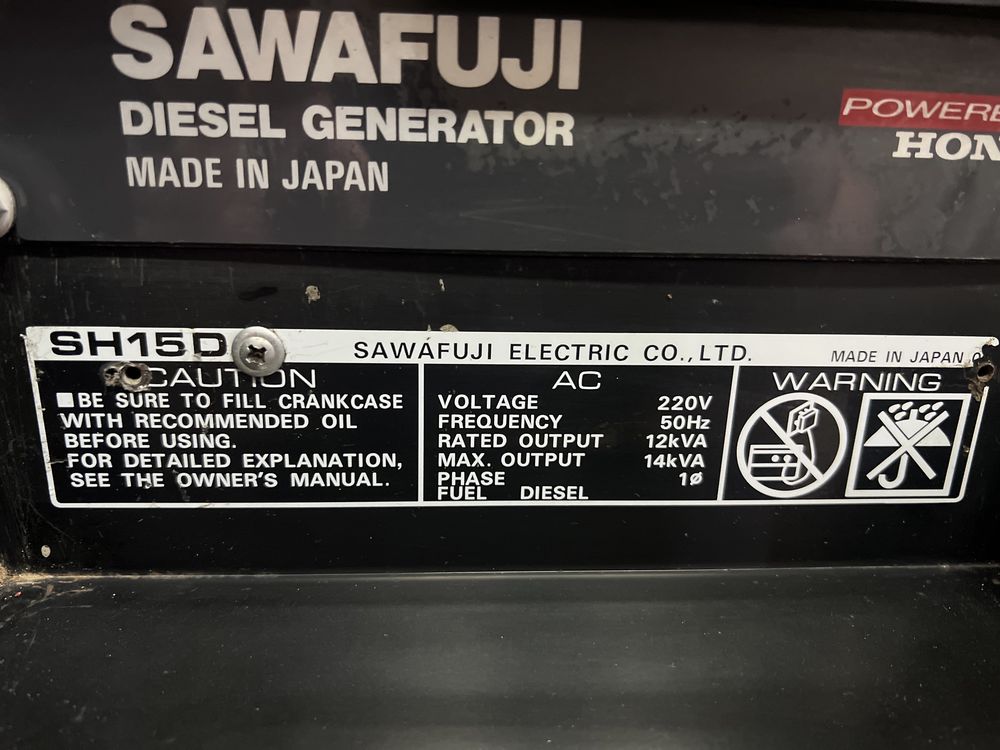 SAWAFUJI
DIESEL GENERATOR
MADE IN JAPAN
HON
SH15D
SAWAFUJI ELECTRIC CO., LTD.
MADE IN JAPAN
CAUTION
BE SURE TO FILL CRANKCASE
WITH RECOMMENDED OIL
BEFORE USING.
FOR DETAILED EXPLANATION,
SEE THE OWNER'S MANUAL.
AC
VOLTAGE 220V
FREQUENCY 50Hz
RATED OUTPUT 12kVA
MAX. OUTPUT 14kVA
PHASE 1Ø
FUEL DIESEL
WARNING